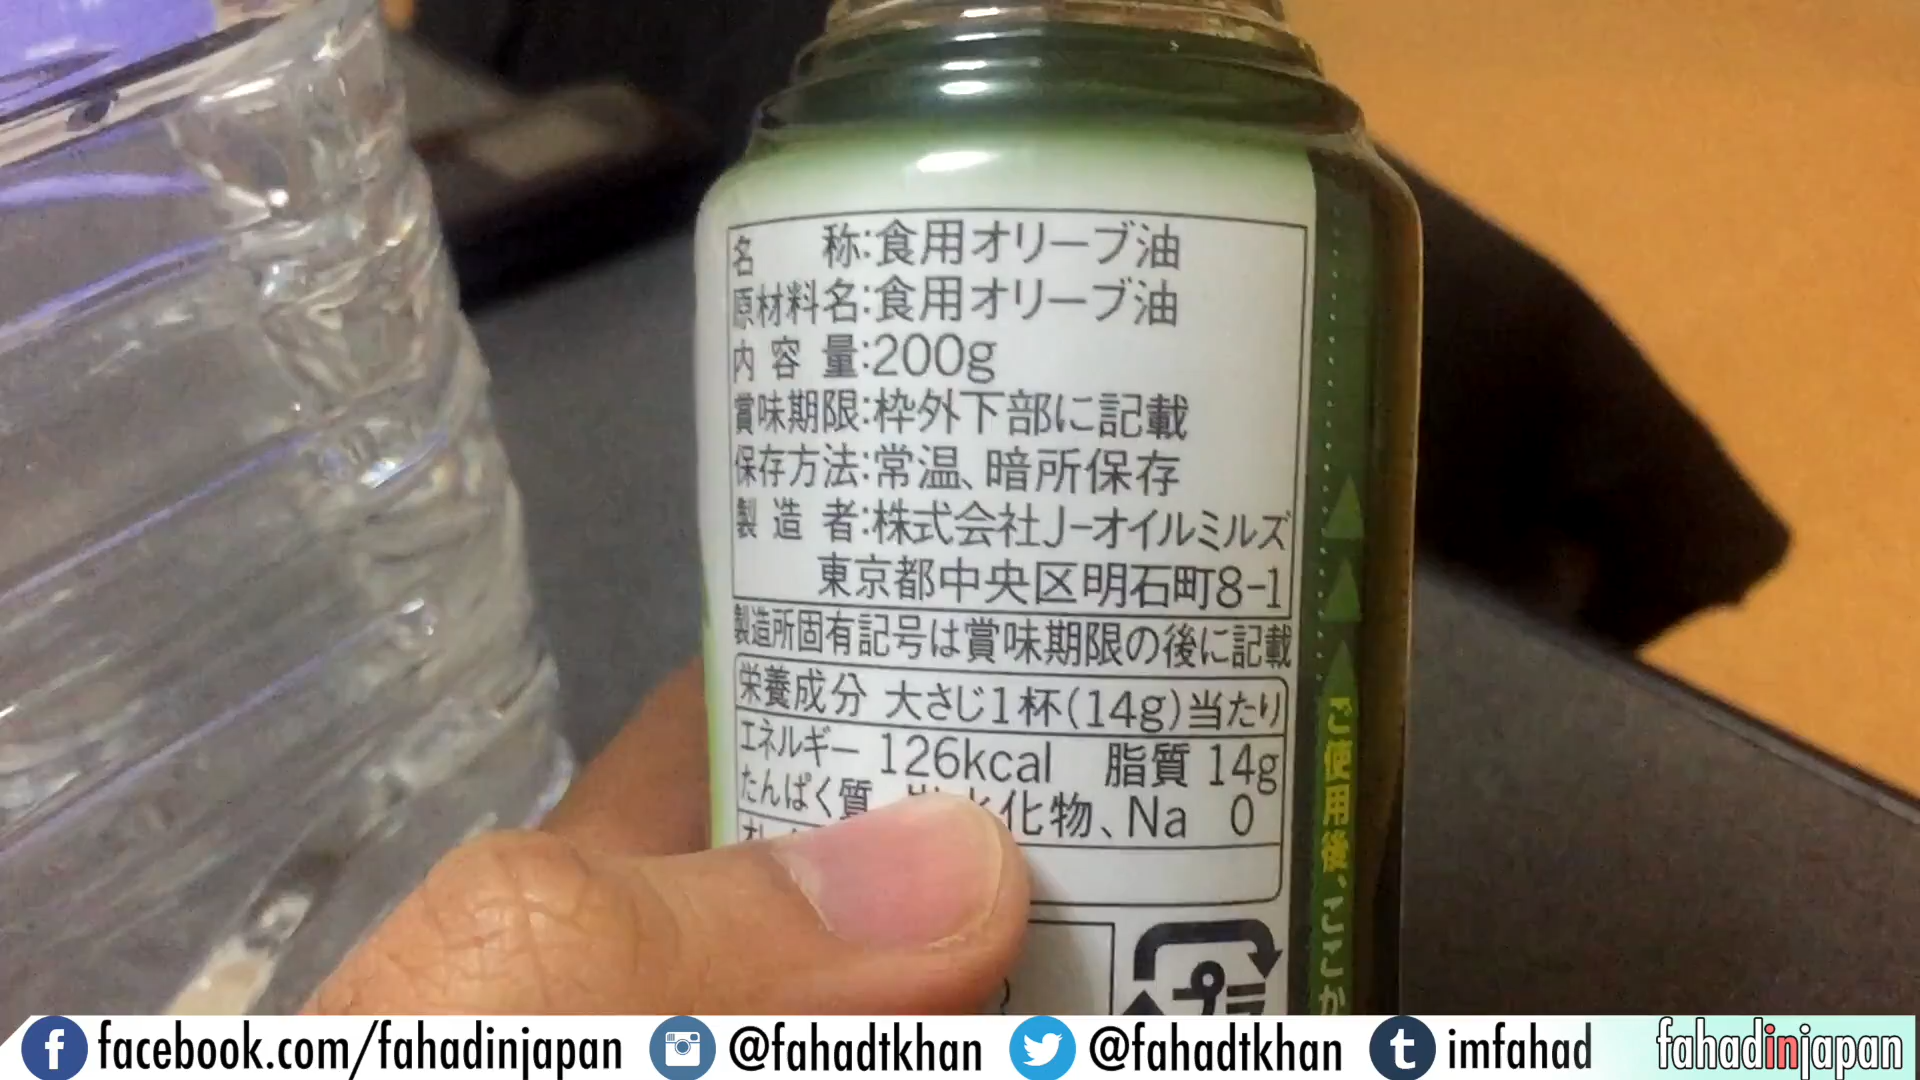 名 称:食用オリーブ油
原材料名:食用オリーブ油
内容量:200g
賞味期限:枠外下部に記載
保存方法:常温、暗所保存
製造者:株式会社J-オイルミルズ
東京都中央区明石町8-1
製造所固有記号は賞味期限の後に記載
栄養成分 大さじ1杯(14g)当たり
エネルギー 126kcal 脂質 14g
たんぱく質 化物、Na 0
プラ
ご使用後、ここか
facebook.com/fahadinjapan
@fahadtkhan
@fahadtkhan
imfahad
fahadinjapan